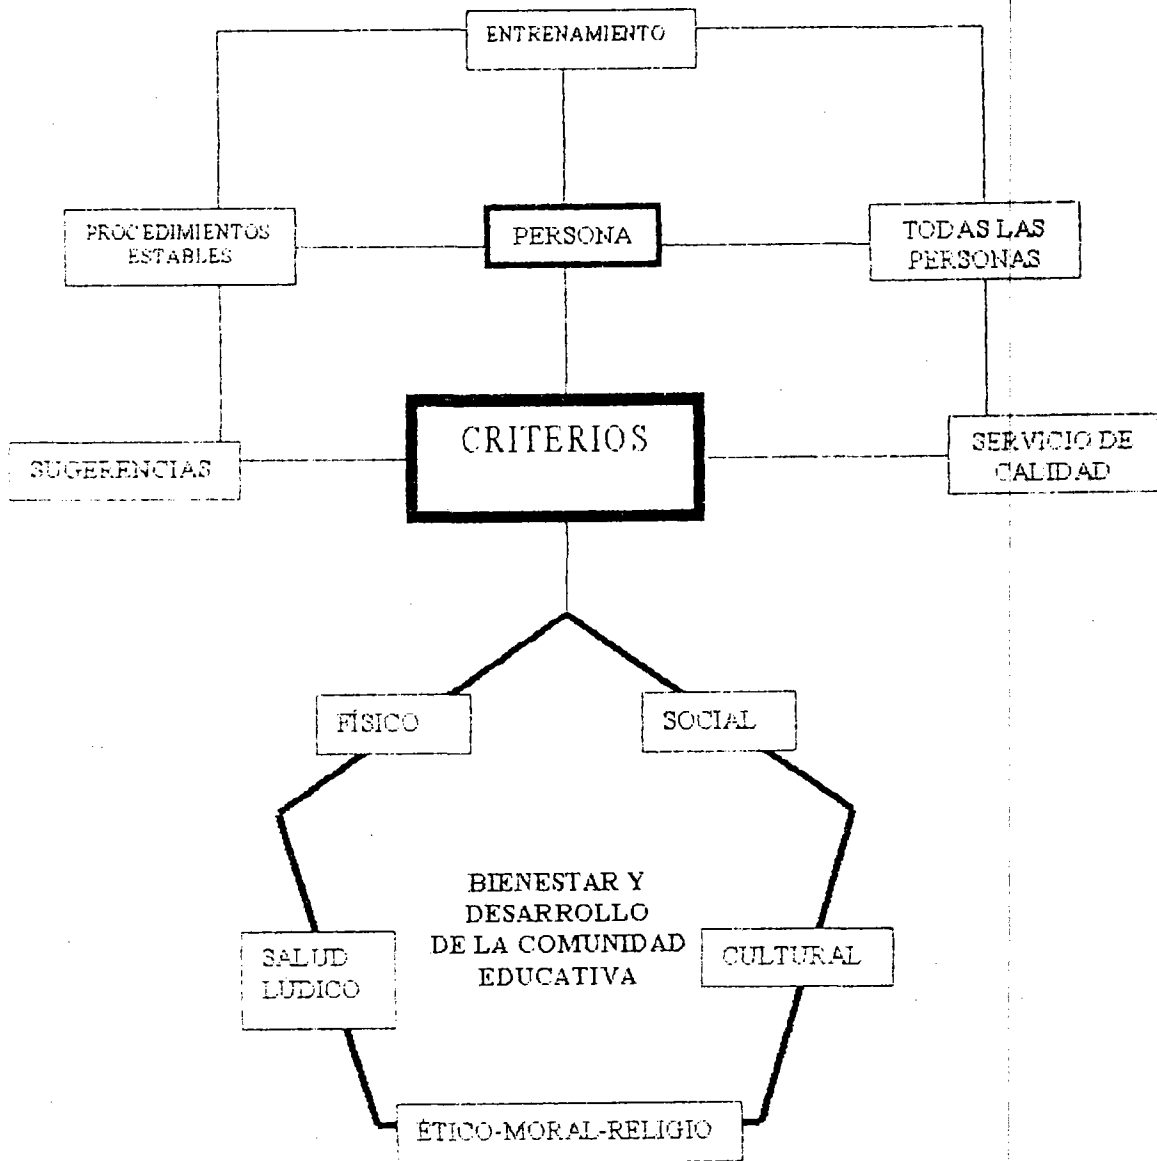 ENTRENAMIENTO
PROCEDIMIENTOS
ESTABLES
PERSONA
TODAS LAS
PERSONAS
SUGERENCIAS
CRITERIOS
SERVICIO DE
CALIDAD
FÍSICO
SOCIAL
BIENESTAR Y
DESARROLLO
DE LA COMUNIDAD
EDUCATIVA
SALUD
LUDICO
CULTURAL
ÉTICO-MORAL-RELIGIO